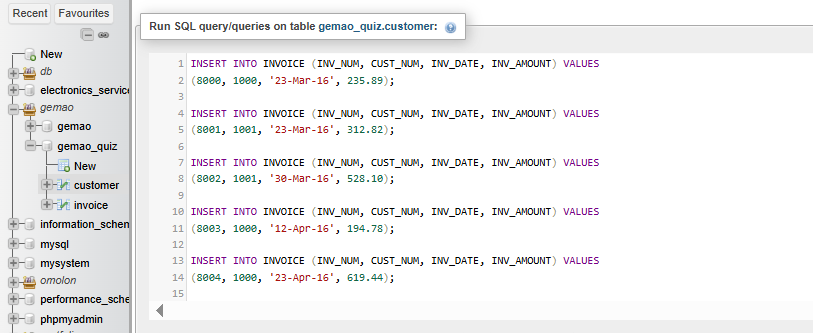 Recent Favourites
New
db
electronics_service
gemao
gemao
gemao_quiz
New
customer
invoice
information_schen
mysql
mysystem
omolon
performance_sche
phpmyadmin
Run SQL query/queries on table gemao_quiz.customer:
1 INSERT INTO INVOICE (INV_NUM, CUST_NUM, INV_DATE, INV_AMOUNT) VALUES
2 (8000, 1000, '23-Mar-16', 235.89);
3
4 INSERT INTO INVOICE (INV_NUM, CUST_NUM, INV_DATE, INV_AMOUNT) VALUES
5 (8001, 1001, '23-Mar-16', 312.82);
6
7 INSERT INTO INVOICE (INV_NUM, CUST_NUM, INV_DATE, INV_AMOUNT) VALUES
8 (8002, 1001, '30-Mar-16', 528.10);
9
10 INSERT INTO INVOICE (INV_NUM, CUST_NUM, INV_DATE, INV_AMOUNT) VALUES
11 (8003, 1000, '12-Apr-16', 194.78);
12
13 INSERT INTO INVOICE (INV_NUM, CUST_NUM, INV_DATE, INV_AMOUNT) VALUES
14 (8004, 1000, '23-Apr-16', 619.44);
15